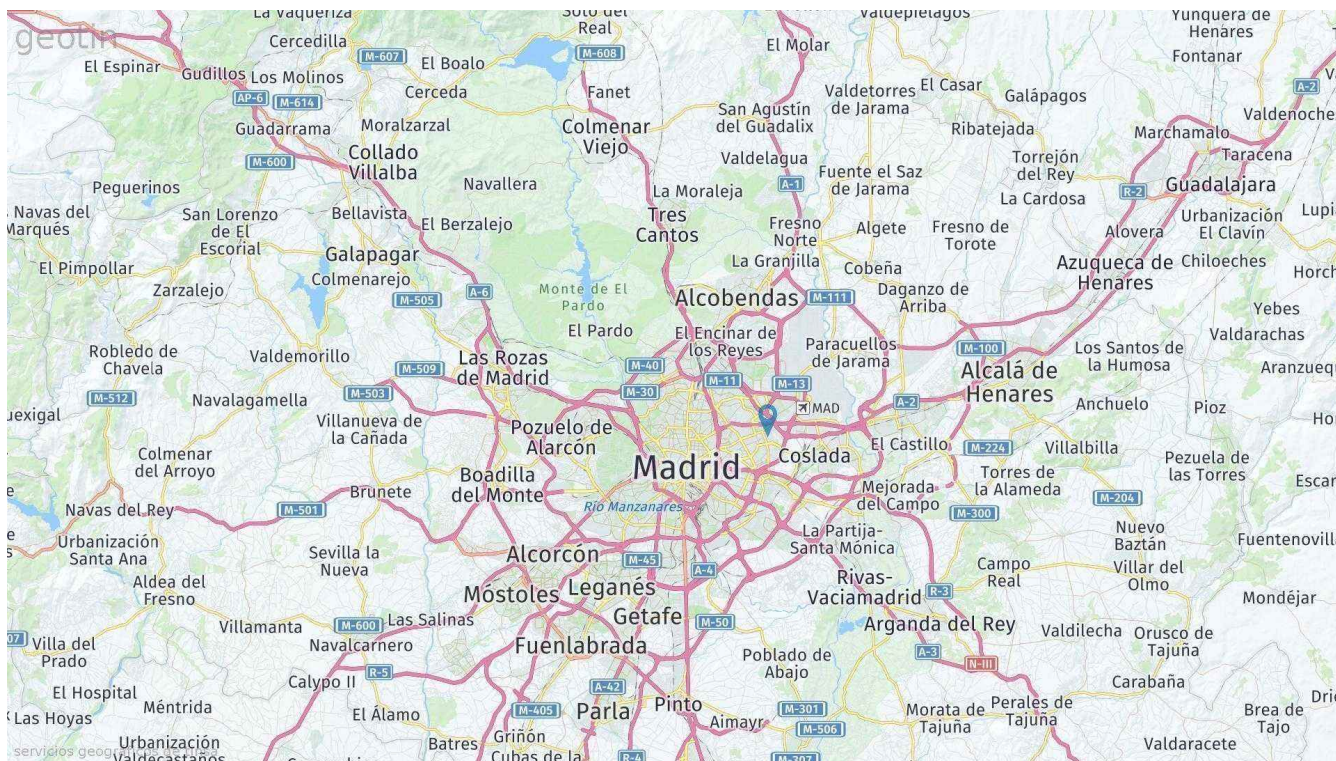 La Vaqueriza
Soto del
Real
Valdepiélagos
Yunquera de
Henares
Cercedilla
M-607
M-608
El Molar
Fontanar
El Espinar
Gudillos
Los Molinos
El Boalo
A-2
AP-6
M-614
Cerceda
Fanet
Valdetorres
de Jarama
El Casar
Galápagos
San Agustín
del Guadalix
Guadarrama
Moralzarzal
Colmenar
Viejo
Ribatejada
Marchamalo
M-600
Collado
Villalba
Valdelagua
Taracena
Torrejón
del Rey
Peguerinos
Navallera
La Moraleja
A-1
Fuente el Saz
de Jarama
R-2
Guadalajara
La Cardosa
San Lorenzo
de El
Escorial
Bellavista
El Berzalejo
Tres
Cantos
Fresno
Norte
Algete
Fresno de
Torote
Alovera
Urbanización
El Clavín
Galapagar
La Granjilla
Cobeña
Azuqueca de
Henares
Chiloeches
El Pimpollar
Colmenarejo
Zarzalejo
M-505
A-6
Monte de El
Pardo
Alcobendas
M-111
Daganzo de
Arriba
Yebes
El Pardo
El Encinar de
los Reyes
Paracuellos
de Jarama
Valdarachas
Robledo de
Chavela
Valdemorillo
M-509
Las Rozas
de Madrid
M-40
M-100
Los Santos de
la Humosa
M-503
M-30
M-11
M-13
Alcalá de
Henares
M-512
Navalagamella
MAD
A-2
Anchuelo
Pioz
Villanueva de
la Cañada
Pozuelo de
Alarcón
El Castillo
M-224
Villalbilla
Colmenar
del Arroyo
Madrid
Coslada
Pezuela de
las Torres
Brunete
Boadilla
del Monte
Mejorada
del Campo
Torres de
la Alameda
M-204
Navas del Rey
M-501
Río Manzanares
M-300
Urbanización
Santa Ana
Sevilla la
Nueva
Alcorcón
M-45
La Partija-
Santa Mónica
Nuevo
Baztán
Aldea del
Fresno
Móstoles
Leganés
A-4
Rivas-
Vaciamadrid
Campo
Real
Villar del
Olmo
R-3
Mondéjar
Villamanta
M-600
Las Salinas
Getafe
M-50
Arganda del Rey
Valdilecha
Orusco de
Tajuña
Villa del
Prado
Navalcarnero
Fuenlabrada
A-3
N-III
R-5
Poblado de
Abajo
Calypo II
Carabaña
El Hospital
Méntrida
A-42
Las Hoyas
El Álamo
M-405
Parla
Pinto
Aimayr
M-301
M-506
Morata de
Tajuña
Perales de
Tajuña
Brea de
Tajo
Griñón
Batres
Valdaracete
Urbanización
R-4
Cubas de la
M-307